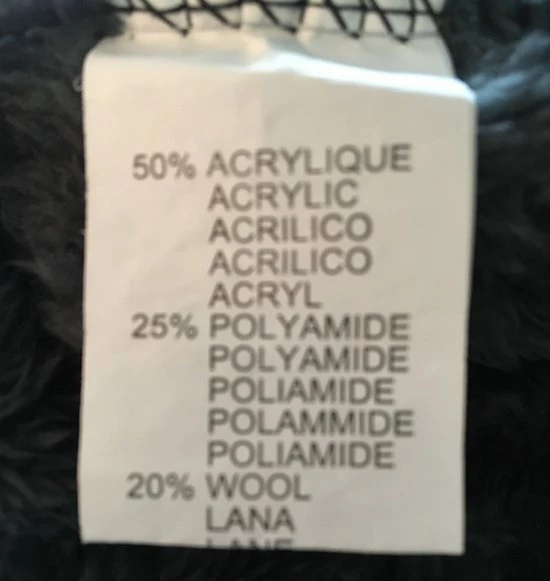 50% ACRYLIQUE
ACRYLIC
ACRILICO
ACRILICO
ACRYL
25% POLYAMIDE
POLYAMIDE
POLIAMIDE
POLAMMIDE
POLIAMIDE
20% WOOL
LANA